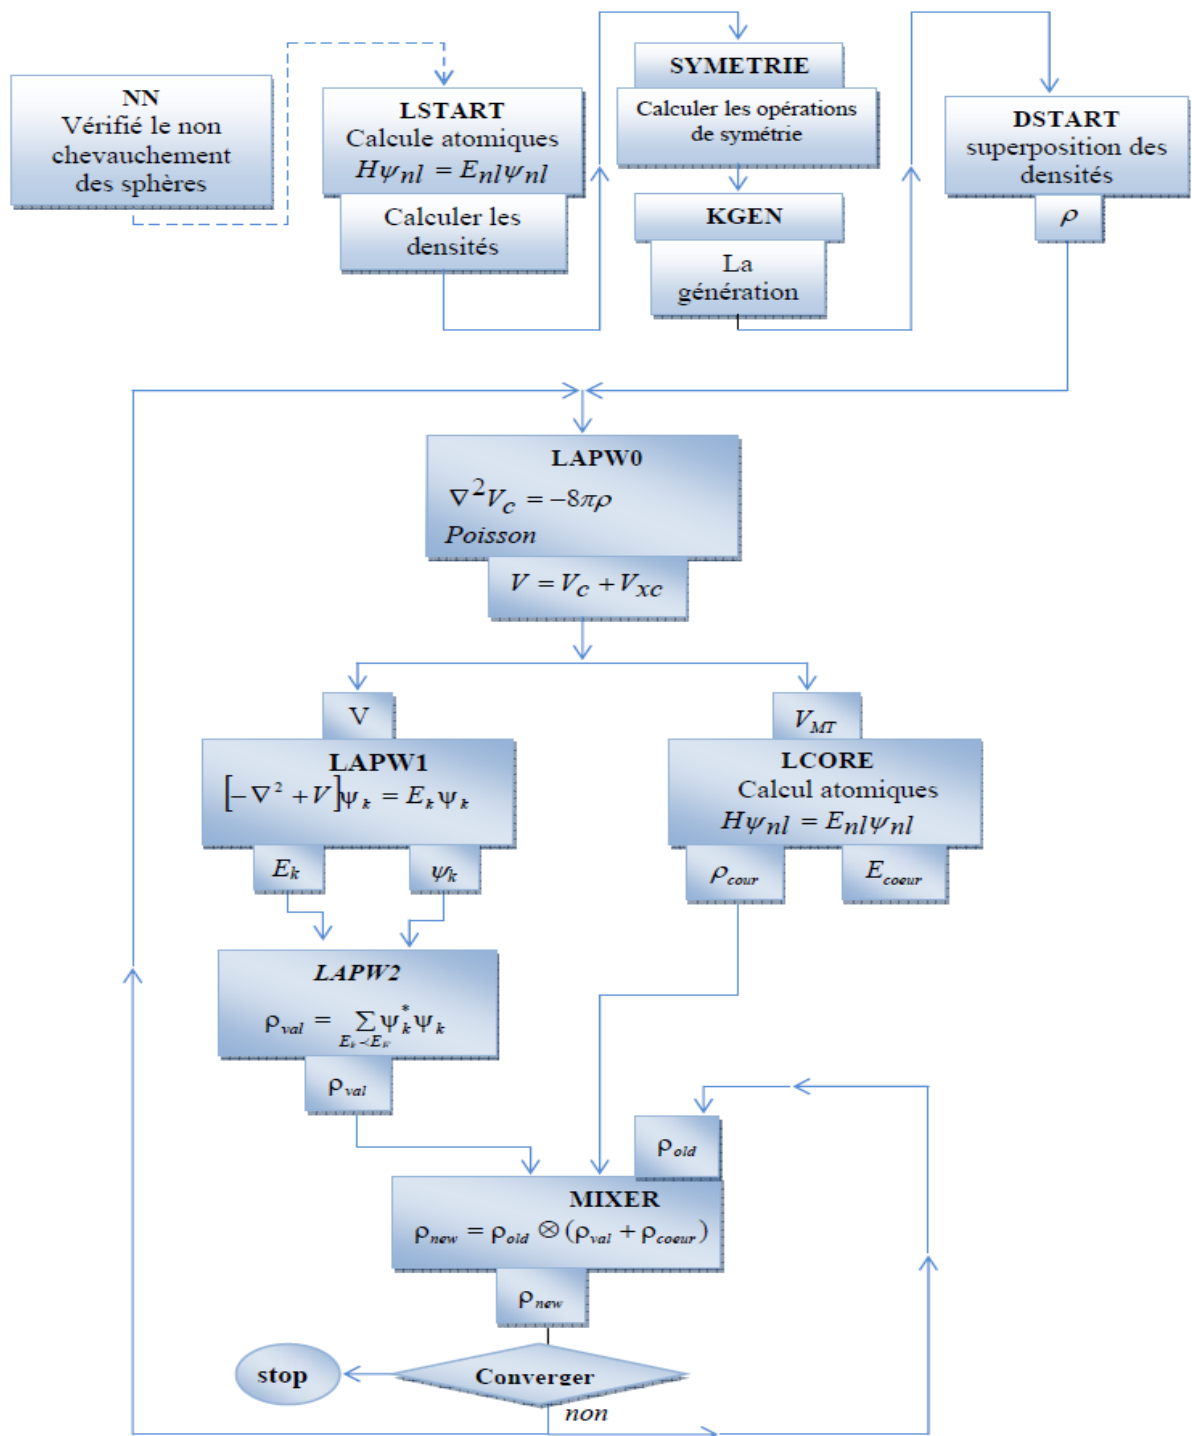 NN
Vérifié le non
chevauchement
des sphères
LSTART
Calcule atomiques
Hψnl = Enlψnl
Calculer les
densités
SYMETRIE
Calculer les opérations
de symétrie
KGEN
La
génération
DSTART
superposition des
densités
ρ
LAPW0
∇²Vc = −8πρ
Poisson
V = Vc + Vxc
V
LAPW1
[−∇² + V]ψk = Ekψk
Ek
ψk
VMT
LCORE
Calcul atomiques
Hψnl = Enlψnl
ρcour
Ecoeur
LAPW2
ρval = ∑ψk*ψk
ρval
ρold
MIXER
ρnew = ρold ⊗ (ρval + ρcoeur)
ρnew
Converger
stop
non